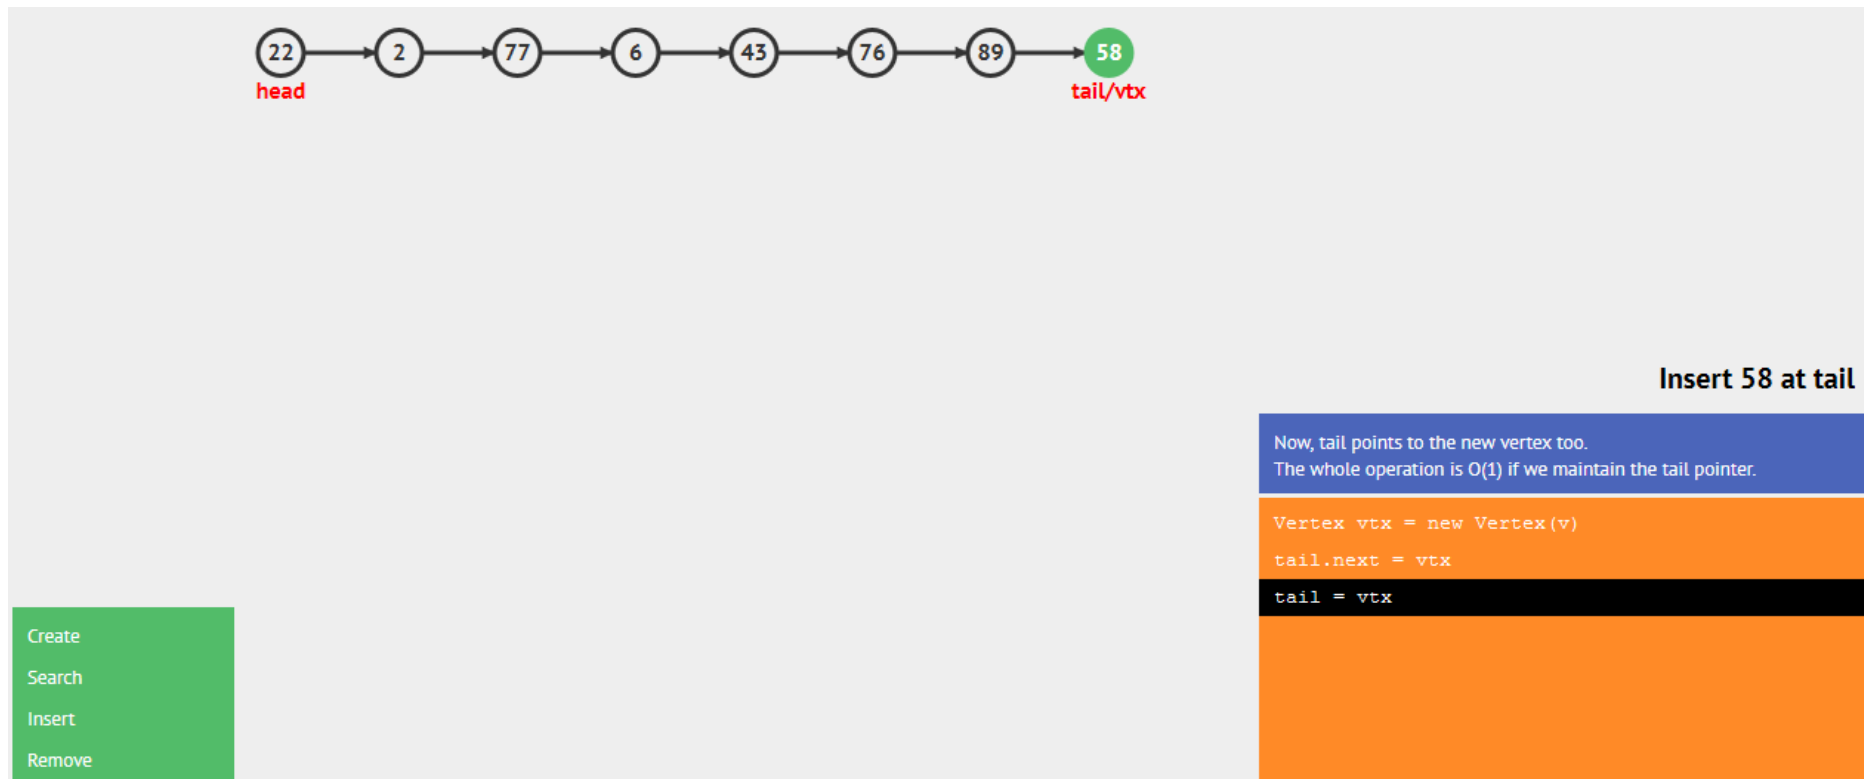 22 2 77 6 43 76 89 58
head tail/vtx
Insert 58 at tail
Now, tail points to the new vertex too.
The whole operation is O(1) if we maintain the tail pointer.
Vertex vtx = new Vertex(v)
tail.next = vtx
tail = vtx
Create
Search
Insert
Remove